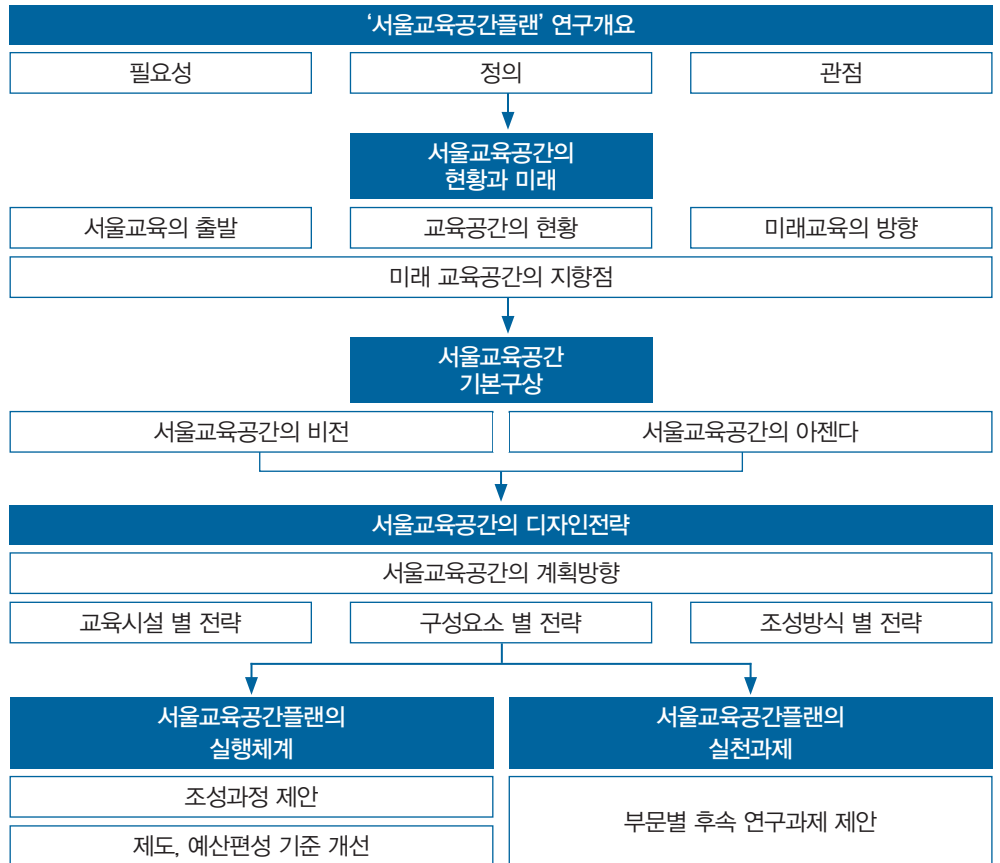 ‘서울교육공간플랜’ 연구개요
필요성
정의
관점
서울교육공간의
현황과 미래
서울교육의 출발
교육공간의 현황
미래교육의 방향
미래 교육공간의 지향점
서울교육공간
기본구상
서울교육공간의 비전
서울교육공간의 아젠다
서울교육공간의 디자인전략
서울교육공간의 계획방향
교육시설 별 전략
구성요소 별 전략
조성방식 별 전략
서울교육공간플랜의
실행체계
조성과정 제안
제도, 예산편성 기준 개선
서울교육공간플랜의
실천과제
부문별 후속 연구과제 제안